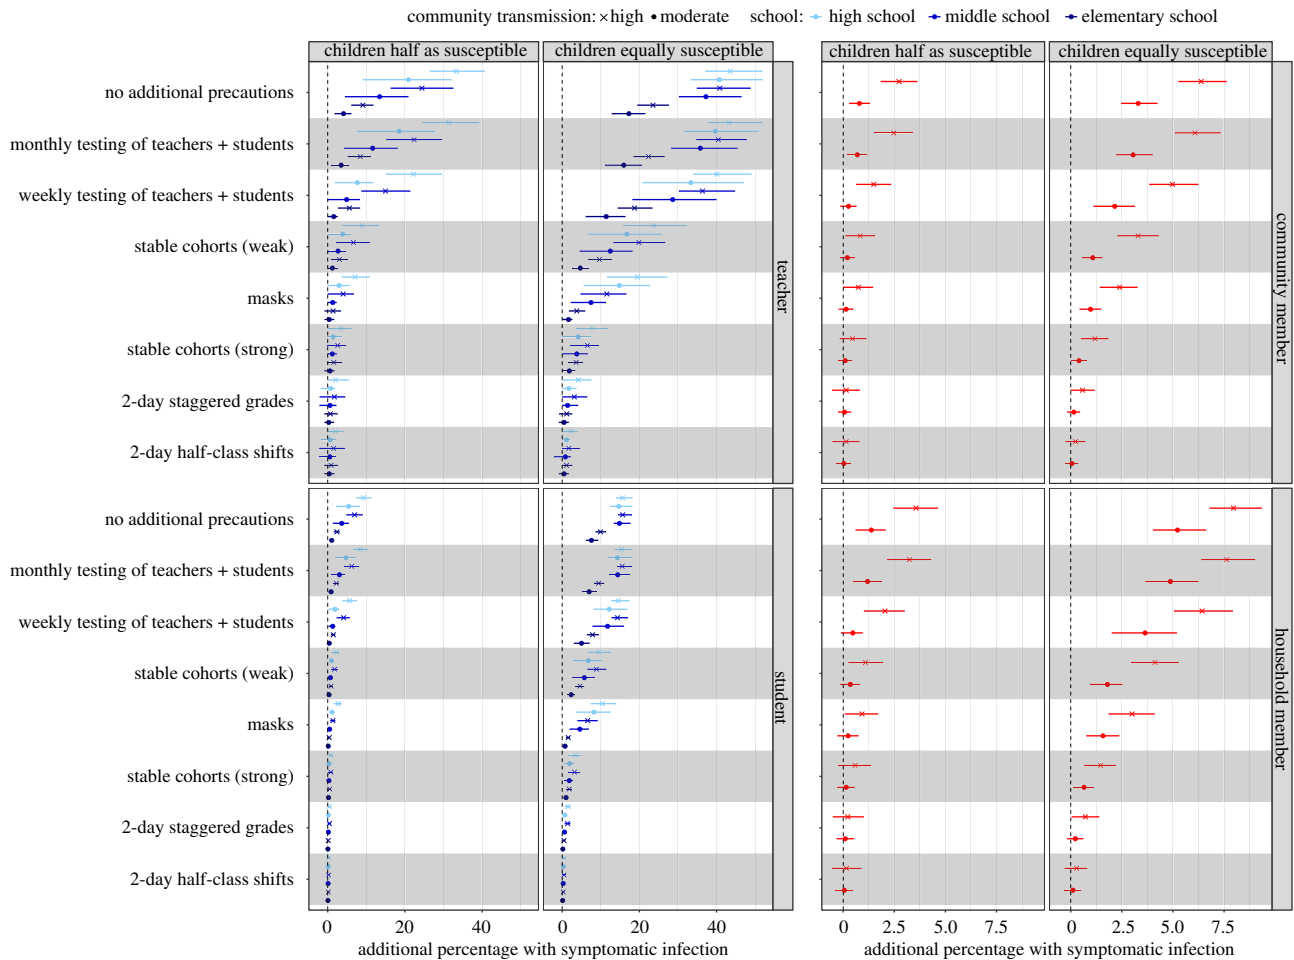 community transmission: × high • moderate school: high school middle school elementary school
children half as susceptible children equally susceptible children half as susceptible children equally susceptible
no additional precautions
monthly testing of teachers + students
weekly testing of teachers + students
stable cohorts (weak)
masks
stable cohorts (strong)
2-day staggered grades
2-day half-class shifts
teacher
community member
no additional precautions
monthly testing of teachers + students
weekly testing of teachers + students
stable cohorts (weak)
masks
stable cohorts (strong)
2-day staggered grades
2-day half-class shifts
student
household member
0 20 40 0 20 40 0 2.5 5.0 7.5 0 2.5 5.0 7.5
additional percentage with symptomatic infection additional percentage with symptomatic infection